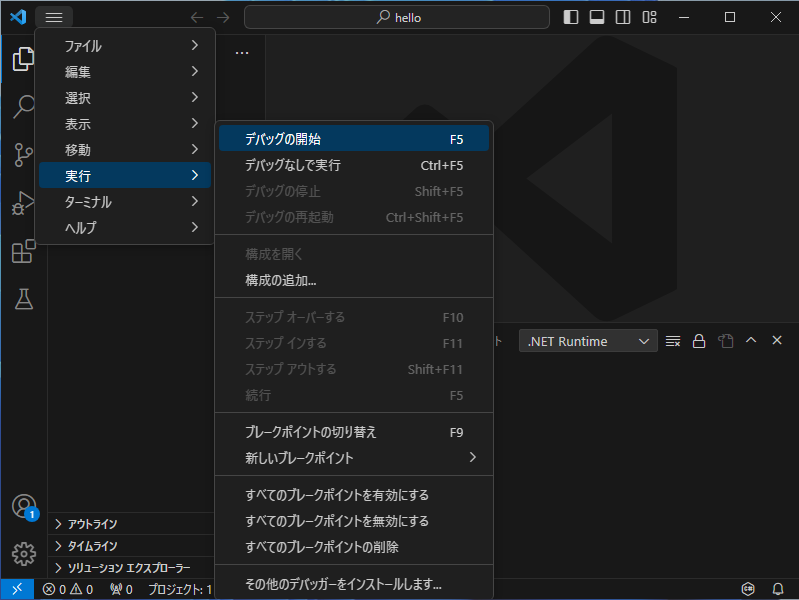 hello
ファイル
編集
選択
表示
移動
実行
ターミナル
ヘルプ
デバッグの開始 F5
デバッグなしで実行 Ctrl+F5
デバッグの停止 Shift+F5
デバッグの再起動 Ctrl+Shift+F5
構成を開く
構成の追加...
ステップ オーバーする F10
ステップ インする F11
ステップ アウトする Shift+F11
続行 F5
ブレークポイントの切り替え F9
新しいブレークポイント
すべてのブレークポイントを有効にする
すべてのブレークポイントを無効にする
すべてのブレークポイントの削除
その他のデバッガーをインストールします...
ト .NET Runtime
1
アウトライン
タイムライン
ソリューション エクスプローラー
0 0 0 プロジェクト: 1
C#